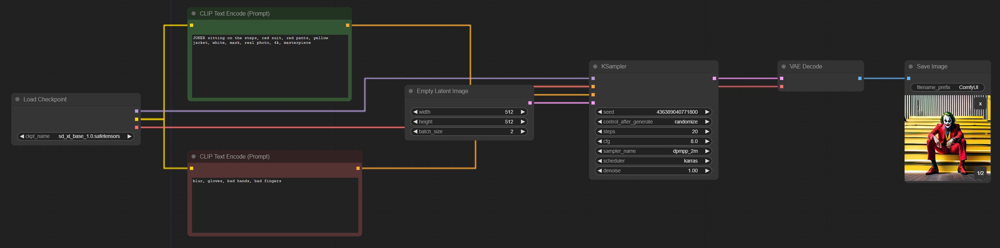 CLIP Text Encode (Prompt)
JOKER sitting on the steps, red suit, red pants, yellow
jacket, white, mask, real photo, 4k, masterpiece
Load Checkpoint
ckpt_name sd_xl_base_1.0.safetensors
CLIP Text Encode (Prompt)
blur, gloves, bad hands, bad fingers
Empty Latent Image
width 512
height 512
batch_size 2
KSampler
seed 436389040771800
control_after_generate randomize
steps 20
cfg 8.0
sampler_name dpmpp_2m
scheduler karras
denoise 1.00
VAE Decode
Save Image
filename_prefix ComfyUI
x
1/2